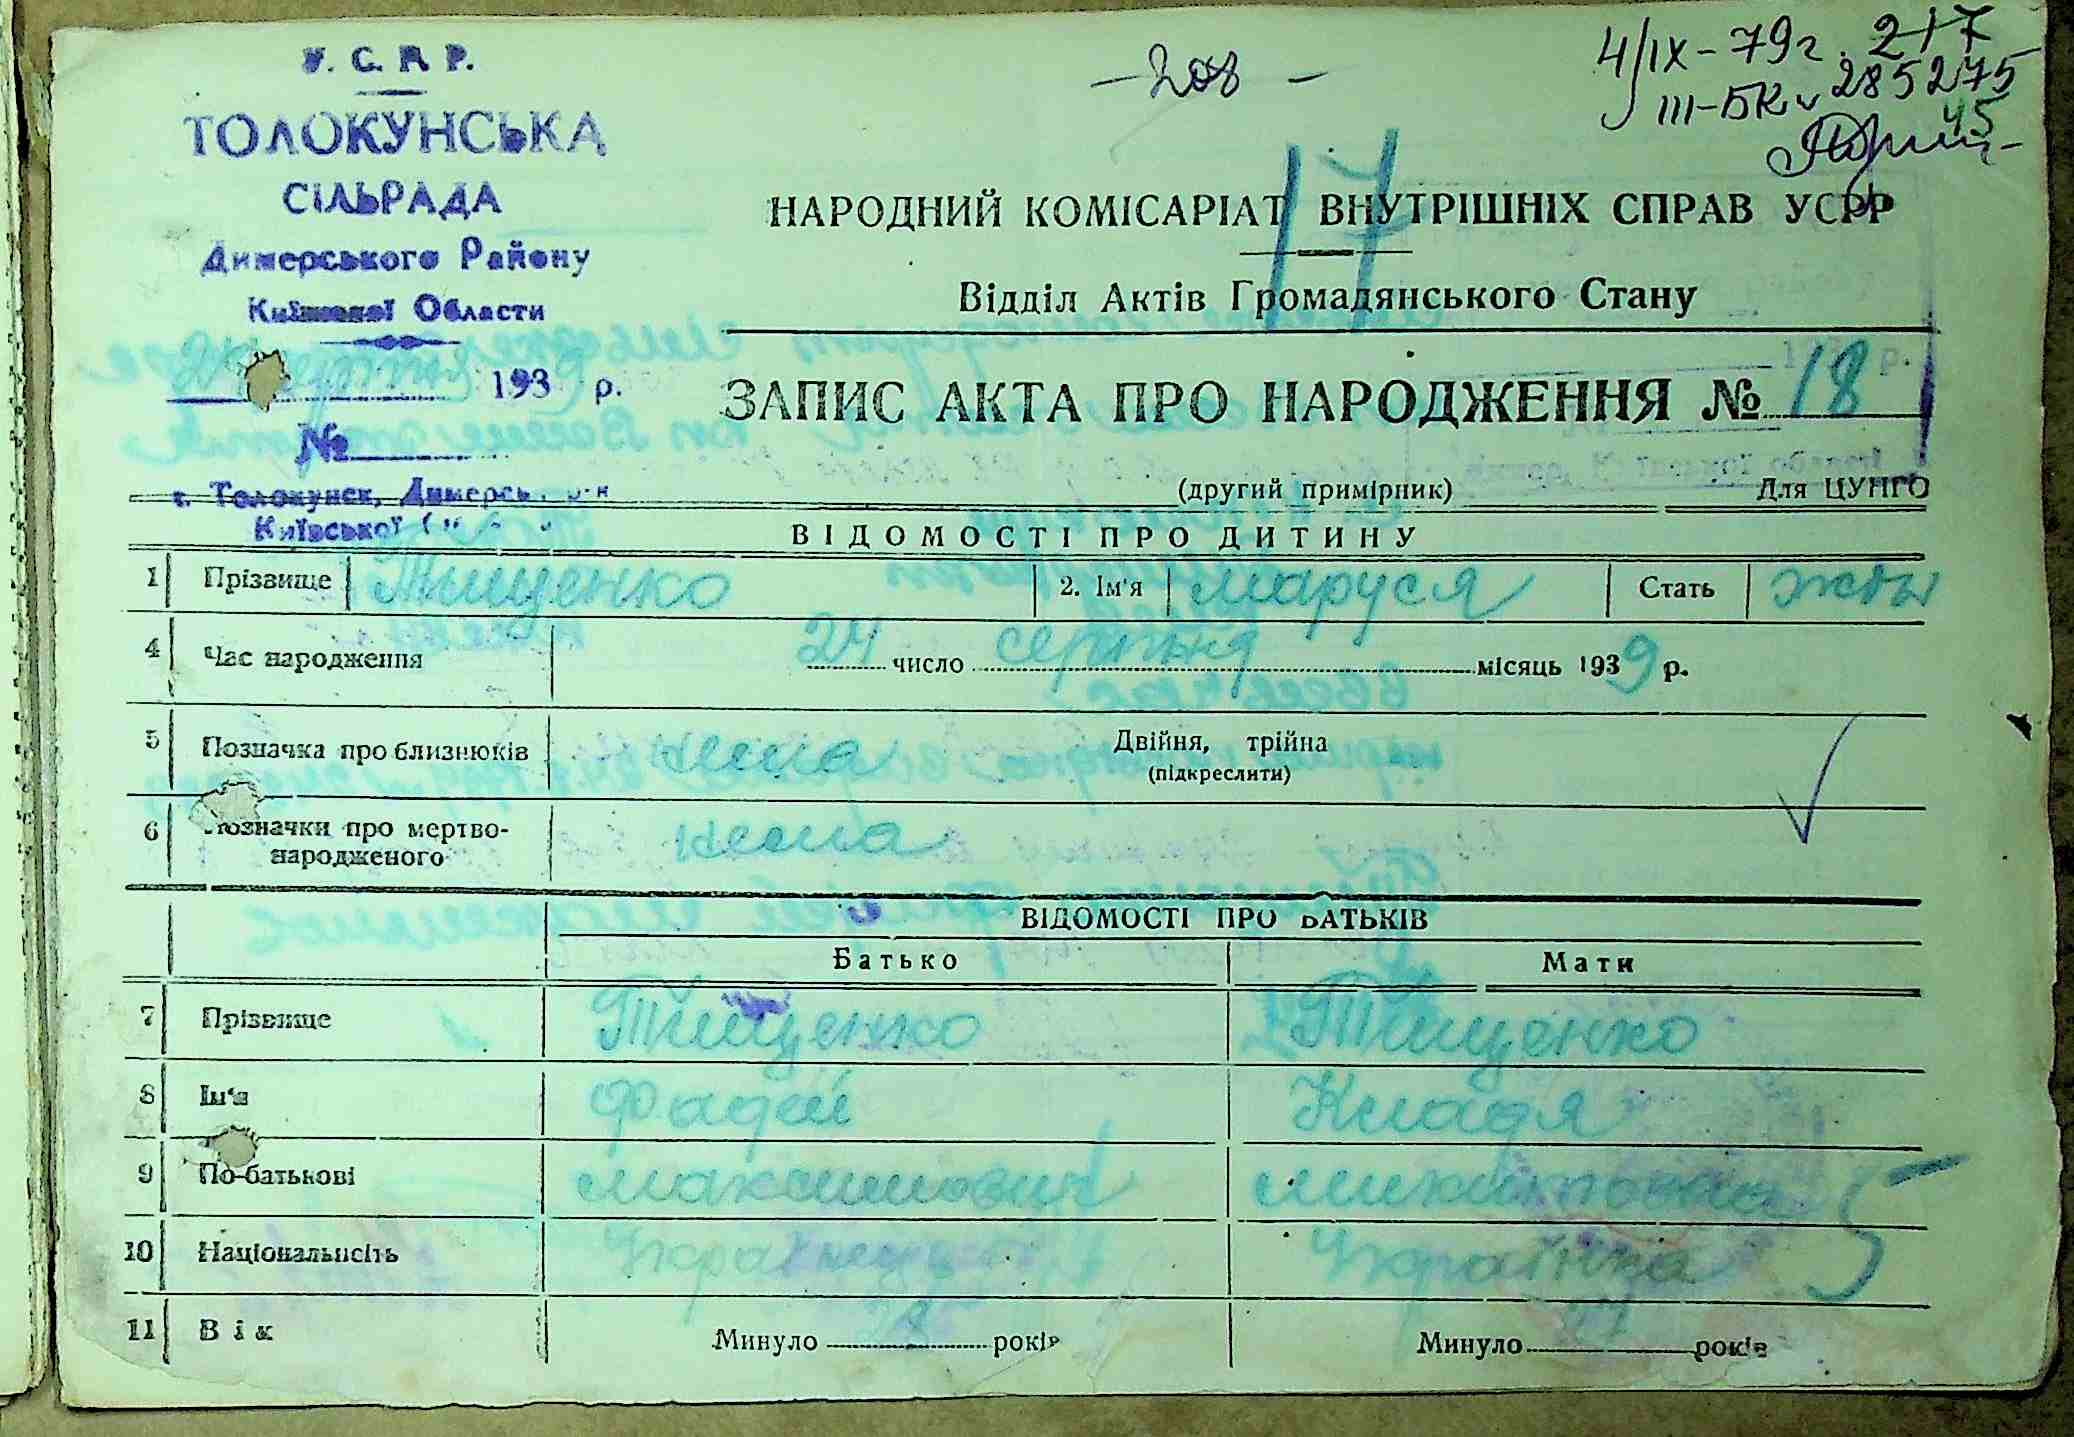 У. С. Р. Р.
ТОЛОКУНСЬКА
СІЛЬРАДА
Димерського Району
Київської Области
193 р.
№
с. Толокунск, Димерськ. р-н
Київської
- 208 -
4/IX - 79 г. 217
III-БК № 285275
45
НАРОДНИЙ КОМІСАРІАТ ВНУТРІШНІХ СПРАВ УСРР
17
Відділ Актів Громадянського Стану
ЗАПИС АКТА ПРО НАРОДЖЕННЯ № 18
(другий примірник) Для ЦУНГО
ВІДОМОСТІ ПРО ДИТИНУ
1 Прізвище Тищенко 2. Ім'я Маруся Стать
4 Час народження 24 число серпня місяць 1939 р.
5 Позначка про близнюків нема Двійня, трійна
(підкреслити)
6 Позначки про мертво-
народженого нема
ВІДОМОСТІ ПРО БАТЬКІВ
Батько Мати
7 Прізвище Тищенко Тищенко
8 Ім'я Фадей Кладя
9 По-батькові Максимович
10 Національність Українець Українка
5
11 Вік Минуло років Минуло років